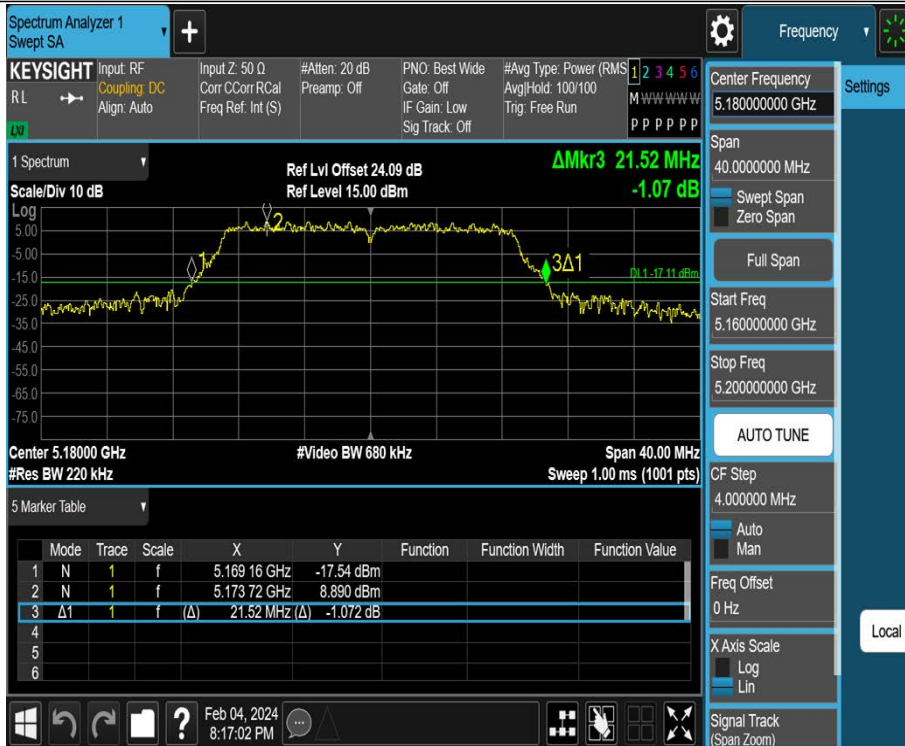 Spectrum Analyzer 1
Swept SA
+
Frequency
KEYSIGHT Input: RF Input Z: 50 Ω #Atten: 20 dB PNO: Best Wide #Avg Type: Power (RMS 1 2 3 4 5 6
R L Coupling: DC Corr CCorr RCal Preamp: Off Gate: Off Avg|Hold: 100/100 M W W W W W
Align: Auto Freq Ref: Int (S) IF Gain: Low Trig: Free Run
LXI Sig Track: Off P P P P P P
1 Spectrum
Scale/Div 10 dB
Ref Lvl Offset 24.09 dB
Ref Level 15.00 dBm
ΔMkr3 21.52 MHz
-1.07 dB
Log
5.00
-5.00
-15.0
-25.0
-35.0
-45.0
-55.0
-65.0
-75.0
1
2
3Δ1
DL1 -17.11 dBm
Center 5.18000 GHz #Video BW 680 kHz Span 40.00 MHz
#Res BW 220 kHz Sweep 1.00 ms (1001 pts)
5 Marker Table
Mode Trace Scale X Y Function Function Width Function Value
1 N 1 f 5.169 16 GHz -17.54 dBm
2 N 1 f 5.173 72 GHz 8.890 dBm
3 Δ1 1 f (Δ) 21.52 MHz (Δ) -1.072 dB
4
5
6
?
Feb 04, 2024
8:17:02 PM
Center Frequency
5.180000000 GHz
Settings
Span
40.0000000 MHz
Swept Span
Zero Span
Full Span
Start Freq
5.160000000 GHz
Stop Freq
5.200000000 GHz
AUTO TUNE
CF Step
4.000000 MHz
Auto
Man
Freq Offset
0 Hz
Local
X Axis Scale
Log
Lin
Signal Track
(Span Zoom)